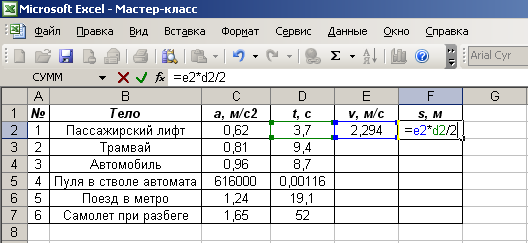 Microsoft Excel - Мастер-класс
Файл Правка Вид Вставка Формат Сервис Данные Окно
Σ Arial Cyr
СУММ =e2*d2/2
A B C D E F G
1 № Тело a, м/с2 t, с v, м/с s, м
2 1 Пассажирский лифт 0,62 3,7 2,294 =e2*d2/2
3 2 Трамвай 0,81 9,4
4 3 Автомобиль 0,96 8,7
5 4 Пуля в стволе автомата 616000 0,00116
6 5 Поезд в метро 1,24 19,1
7 6 Самолет при разбеге 1,65 52
8